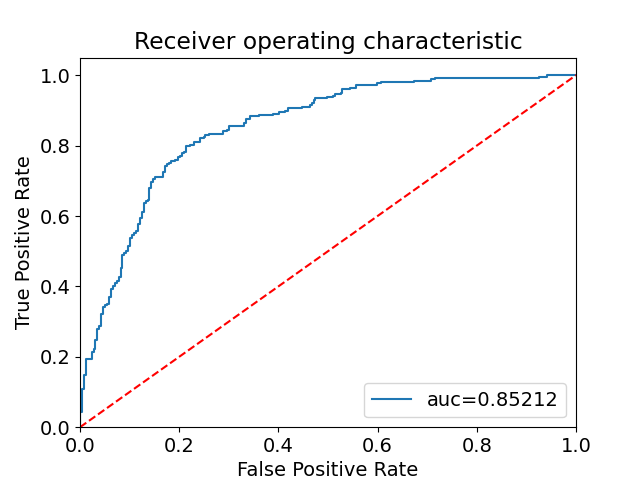 Receiver operating characteristic
True Positive Rate
1.0
0.8
0.6
0.4
0.2
0.0
0.0 0.2 0.4 0.6 0.8 1.0
False Positive Rate
auc=0.85212